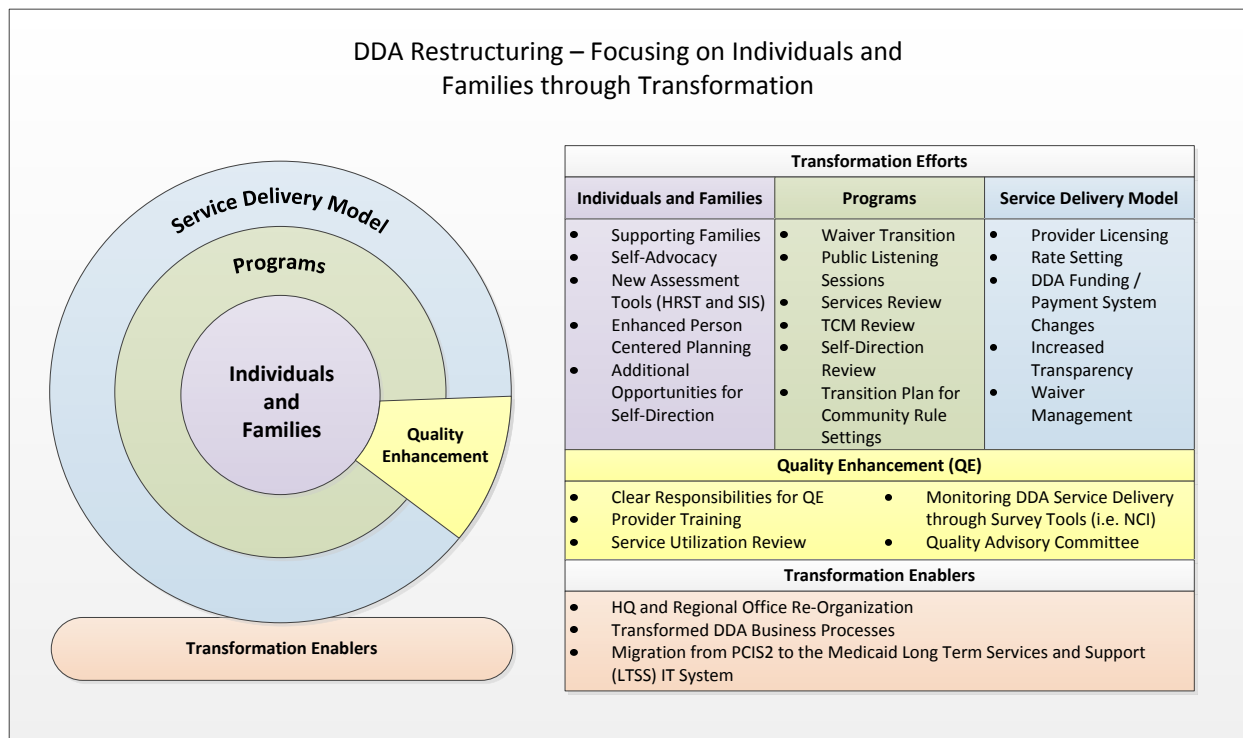 DDA Restructuring – Focusing on Individuals and
Families through Transformation
Service Delivery Model
Programs
Individuals
and
Families
Quality
Enhancement
Transformation Enablers
Transformation Efforts
Individuals and Families
• Supporting Families
• Self-Advocacy
• New Assessment
Tools (HRST and SIS)
• Enhanced Person
Centered Planning
• Additional
Opportunities for
Self-Direction
Programs
• Waiver Transition
• Public Listening
Sessions
• Services Review
• TCM Review
• Self-Direction
Review
• Transition Plan for
Community Rule
Settings
Service Delivery Model
• Provider Licensing
• Rate Setting
• DDA Funding /
Payment System
Changes
• Increased
Transparency
• Waiver
Management
Quality Enhancement (QE)
• Clear Responsibilities for QE
• Provider Training
• Service Utilization Review
• Monitoring DDA Service Delivery
through Survey Tools (i.e. NCI)
• Quality Advisory Committee
Transformation Enablers
• HQ and Regional Office Re-Organization
• Transformed DDA Business Processes
• Migration from PCIS2 to the Medicaid Long Term Services and Support
(LTSS) IT System